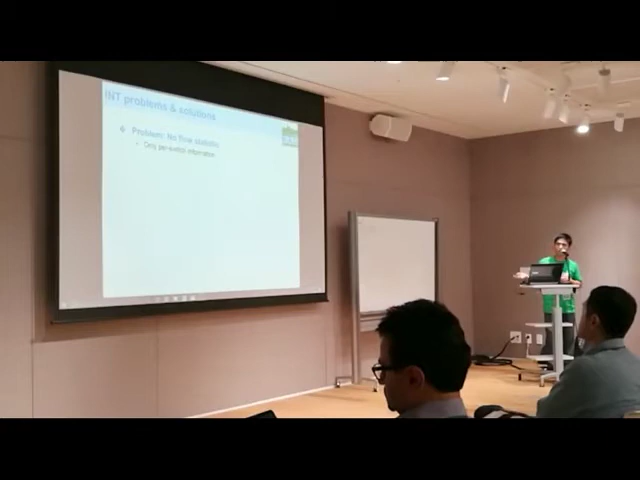 INT problems & solutions
Problem: No flow statistic
Only per-switch information